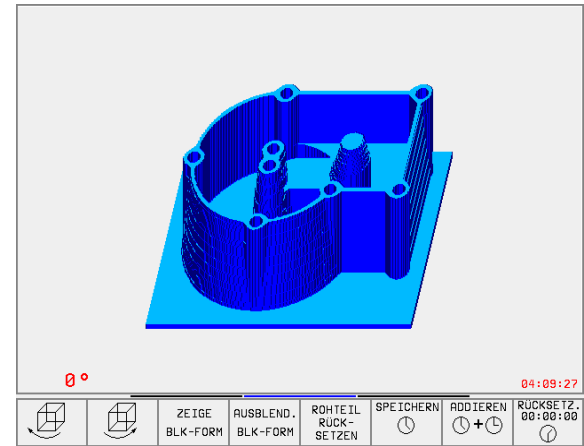 0°
04:09:27
ZEIGE
BLK-FORM
AUSBLEND.
BLK-FORM
ROHTEIL
RÜCK-
SETZEN
SPEICHERN
ADDIEREN
+
RÜCKSETZ.
00:00:00